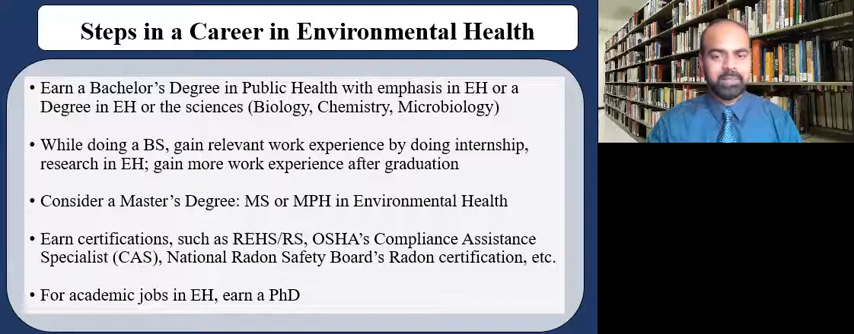 Steps in a Career in Environmental Health
• Earn a Bachelor's Degree in Public Health with emphasis in EH or a
Degree in EH or the sciences (Biology, Chemistry, Microbiology)
• While doing a BS, gain relevant work experience by doing internship,
research in EH; gain more work experience after graduation
• Consider a Master's Degree: MS or MPH in Environmental Health
• Earn certifications, such as REHS/RS, OSHA's Compliance Assistance
Specialist (CAS), National Radon Safety Board's Radon certification, etc.
• For academic jobs in EH, earn a PhD